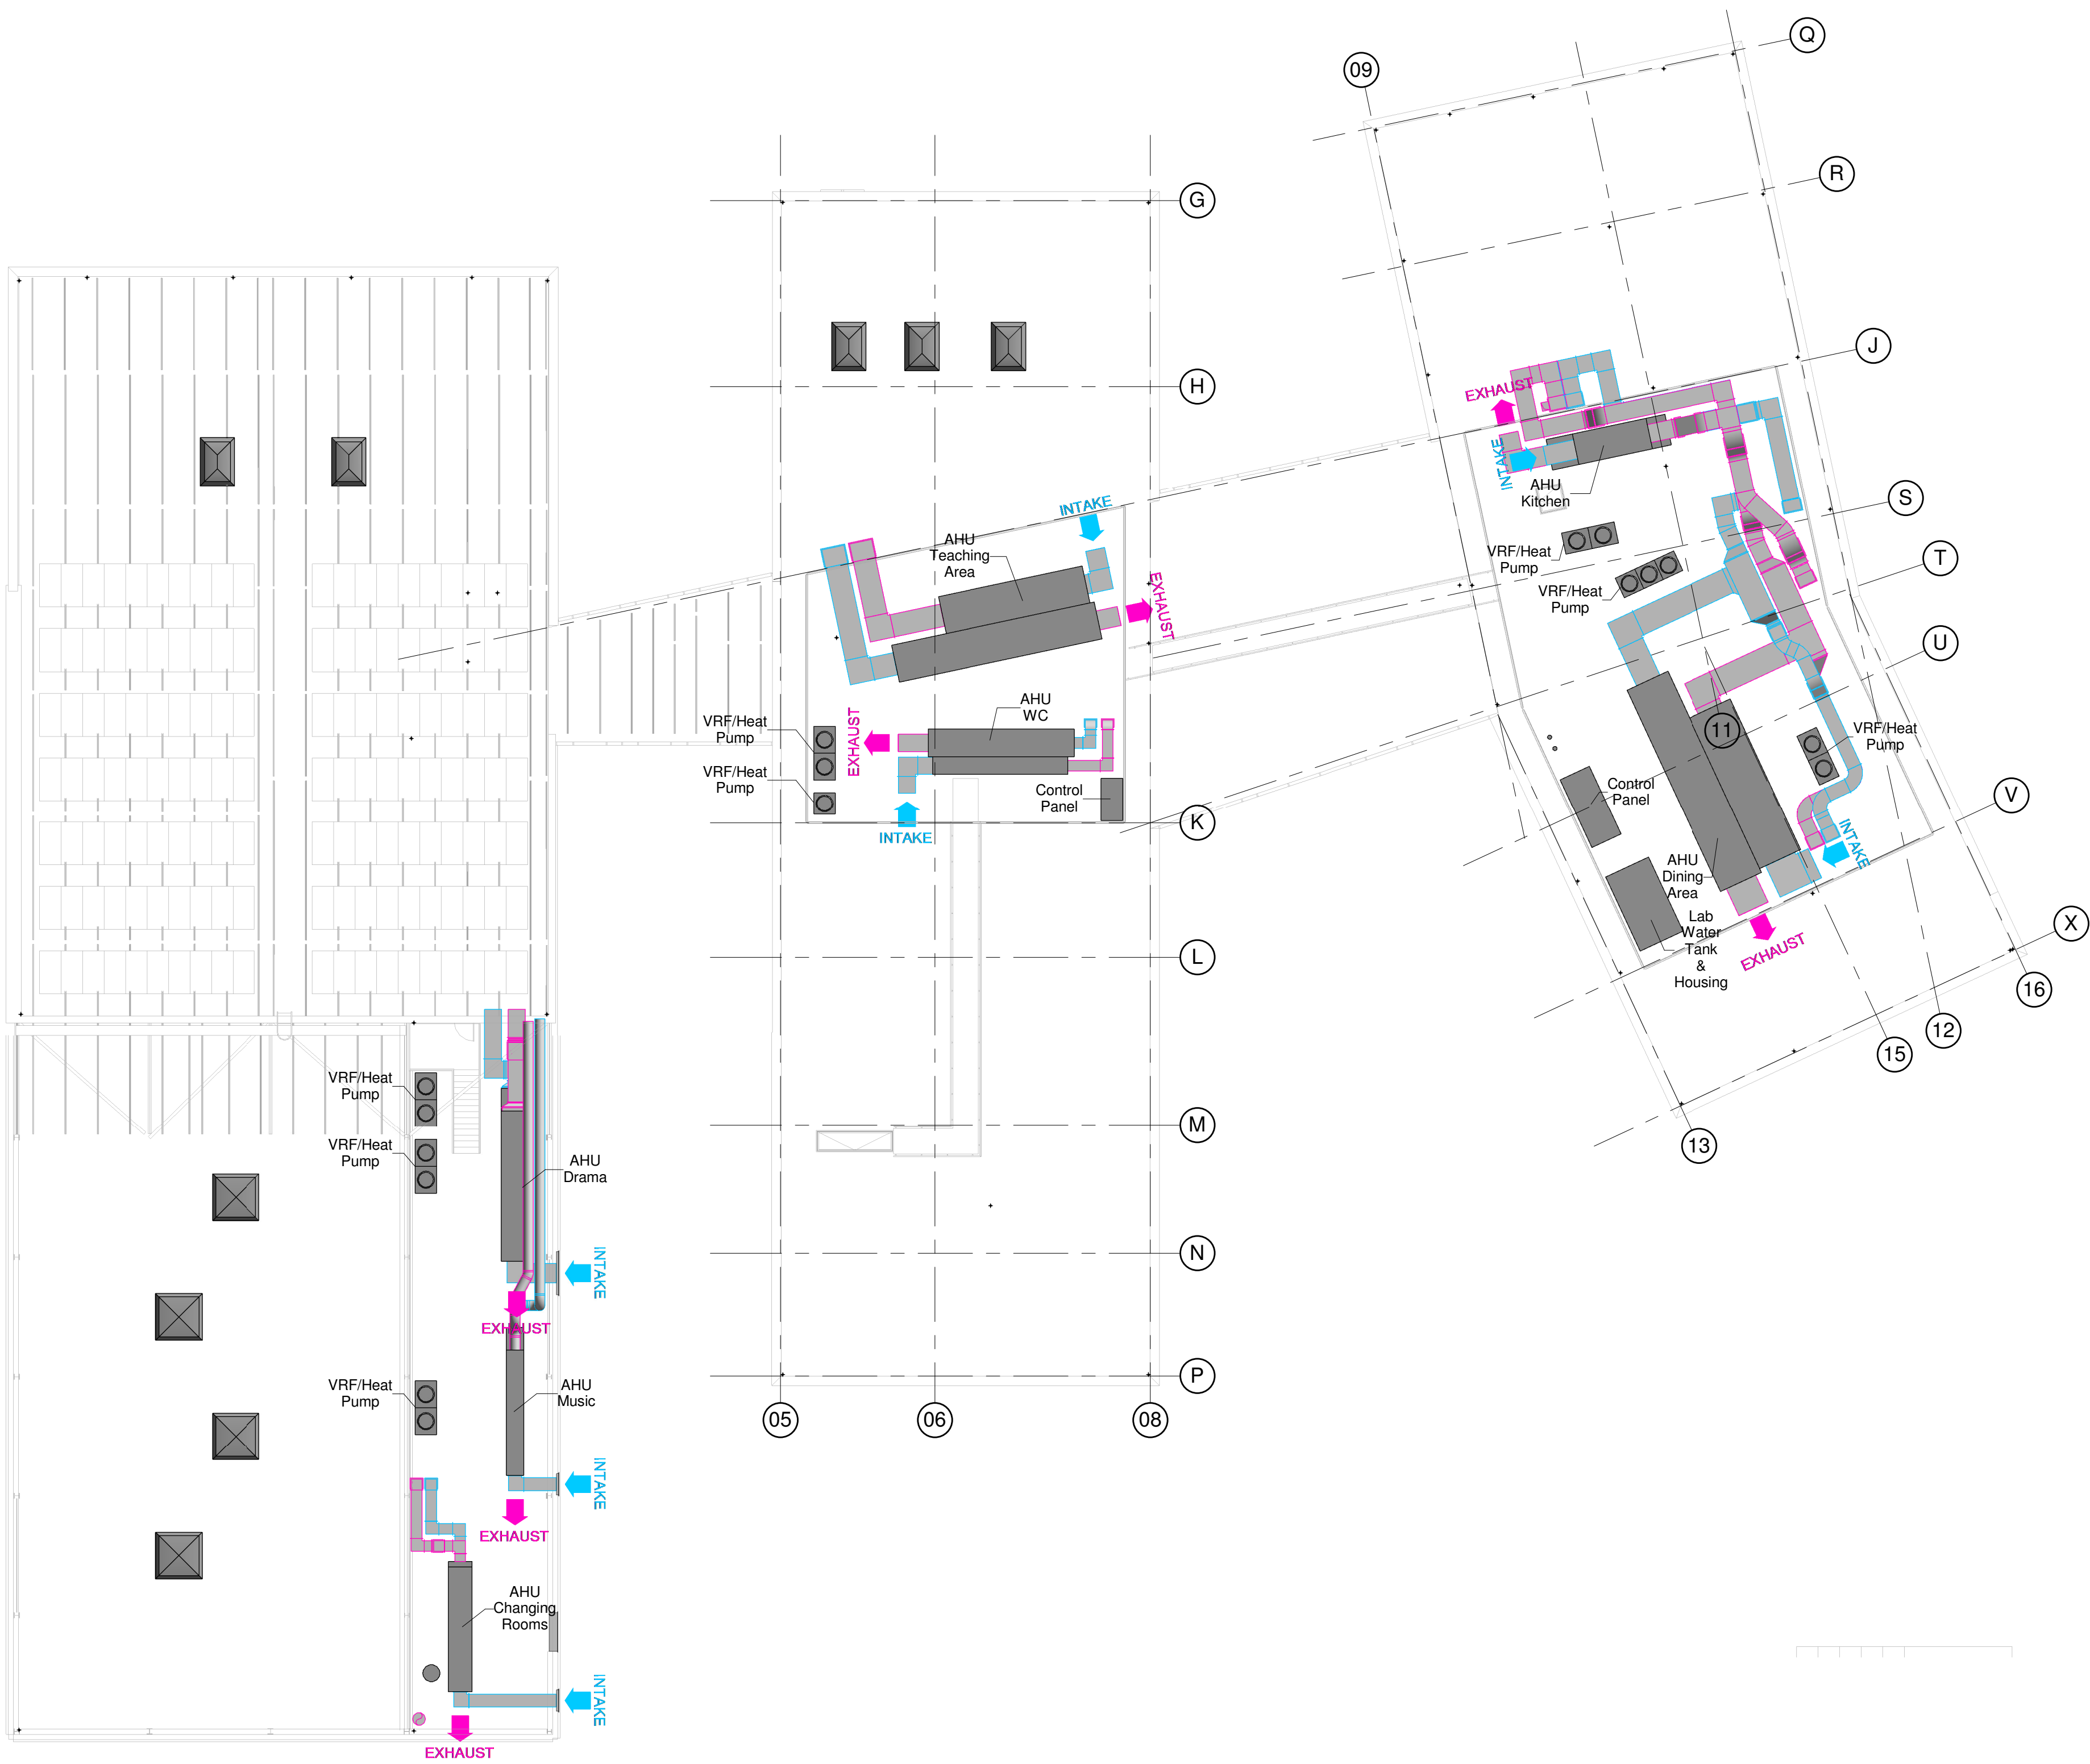 Q
09
R
G
J
EXHAUST
H
INTAKE
AHU
Kitchen
S
INTAKE
AHU
Teaching
Area
VRF/Heat
Pump
T
EXHAUST
VRF/Heat
Pump
U
AHU
WC
VRF/Heat
Pump
EXHAUST
11
VRF/Heat
Pump
VRF/Heat
Pump
Control
Panel
Control
Panel
V
K
INTAKE
INTAKE
AHU
Dining
Area
Lab
Water
Tank
&
Housing
X
EXHAUST
L
16
12
15
VRF/Heat
Pump
M
13
VRF/Heat
Pump
AHU
Drama
N
INTAKE
EXHAUST
P
VRF/Heat
Pump
AHU
Music
05
06
08
INTAKE
EXHAUST
AHU
Changing
Rooms
INTAKE
EXHAUST